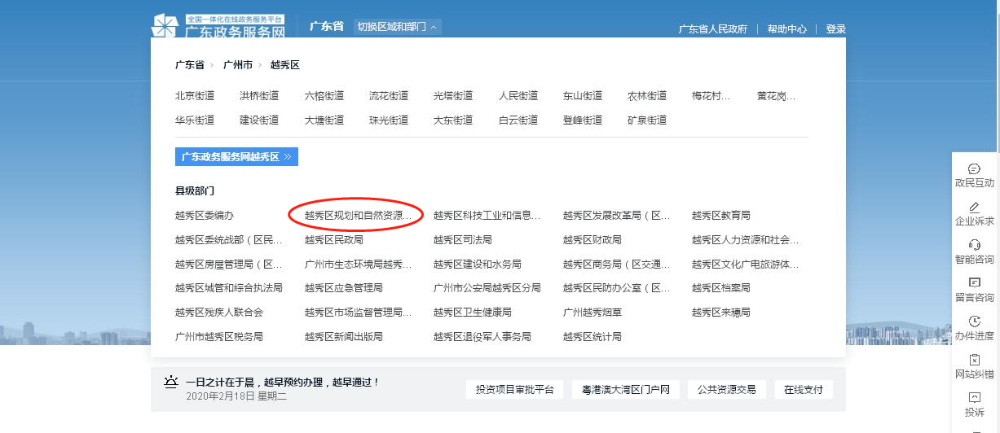 全国一体化在线政务服务平台
广东政务服务网
广东省 切换区域和部门
广东省人民政府 | 帮助中心 | 登录
广东省 > 广州市 > 越秀区
北京街道 洪桥街道 六榕街道 流花街道 光塔街道 人民街道 东山街道 农林街道 梅花村... 黄花岗...
华乐街道 建设街道 大塘街道 珠光街道 大东街道 白云街道 登峰街道 矿泉街道
广东政务服务网越秀区 >>
县级部门
越秀区委编办 越秀区规划和自然资源... 越秀区科技工业和信息... 越秀区发展改革局（区... 越秀区教育局
越秀区委统战部（区民... 越秀区民政局 越秀区司法局 越秀区财政局 越秀区人力资源和社会...
越秀区房屋管理局（区... 广州市生态环境局越秀... 越秀区建设和水务局 越秀区商务局（区交通... 越秀区文化广电旅游体...
越秀区城管和综合执法局 越秀区应急管理局 广州市公安局越秀区分局 越秀区民防办公室（区... 越秀区档案局
越秀区残疾人联合会 越秀区市场监督管理局... 越秀区卫生健康局 广州越秀烟草 越秀区来穗局
广州市越秀区税务局 越秀区新闻出版局 越秀区退役军人事务局 越秀区统计局
一日之计在于晨，越早预约办理，越早通过！
2020年2月18日 星期二
投资项目审批平台 粤港澳大湾区门户网 公共资源交易 在线支付
政民互动
企业诉求
智能咨询
留言咨询
办件进度
网站纠错
投诉